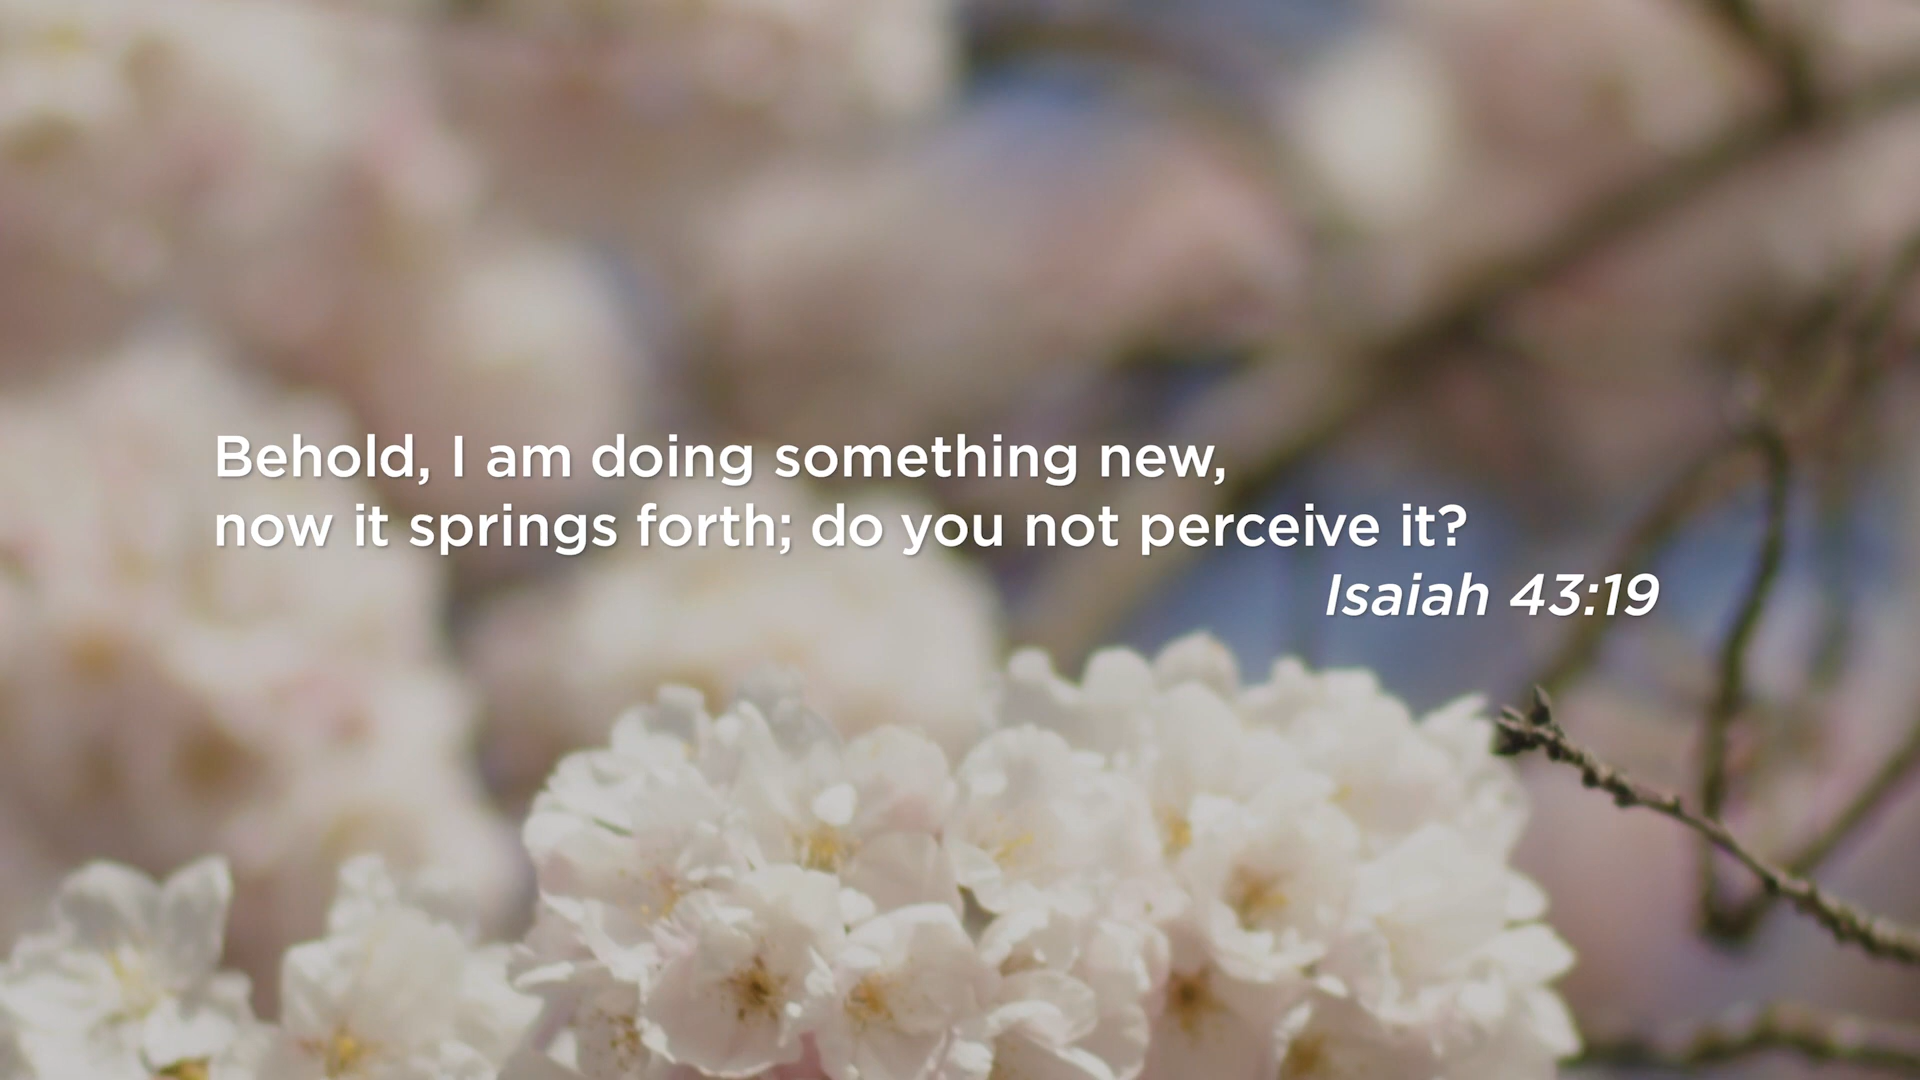 Behold, I am doing something new,
now it springs forth; do you not perceive it?
Isaiah 43:19